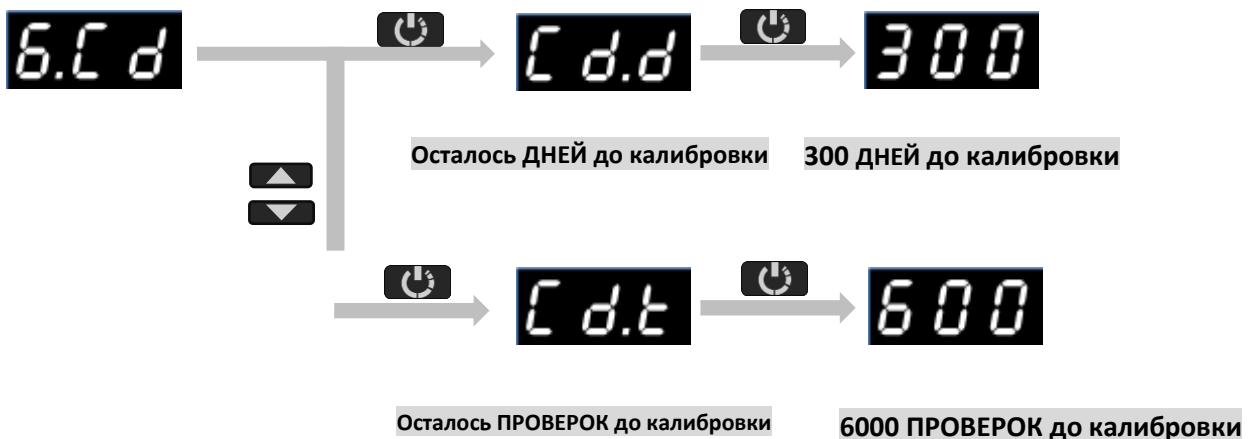 6.Cd
Cd.d
300
Осталось ДНЕЙ до калибровки
300 ДНЕЙ до калибровки
Cd.t
600
Осталось ПРОВЕРОК до калибровки
6000 ПРОВЕРОК до калибровки